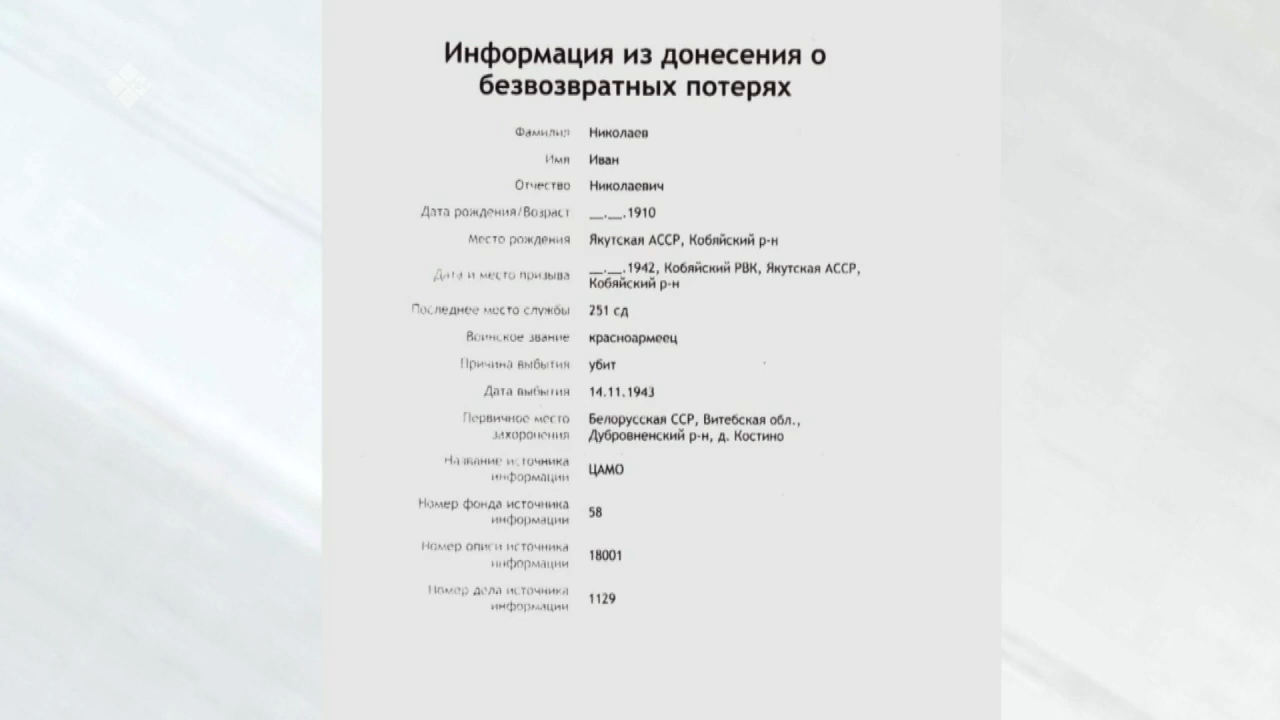 Информация из донесения о
безвозвратных потерях
Фамилия Николаев
Имя Иван
Отчество Николаевич
Дата рождения/Возраст __.__.1910
Место рождения Якутская АССР, Кобяйский р-н
Дата и место призыва __.__.1942, Кобяйский РВК, Якутская АССР,
Кобяйский р-н
Последнее место службы 251 сд
Воинское звание красноармеец
Причина выбытия убит
Дата выбытия 14.11.1943
Первичное место
захоронения Белорусская ССР, Витебская обл.,
Дубровненский р-н, д. Костино
Название источника
информации ЦАМО
Номер фонда источника
информации 58
Номер описи источника
информации 18001
Номер дела источника
информации 1129